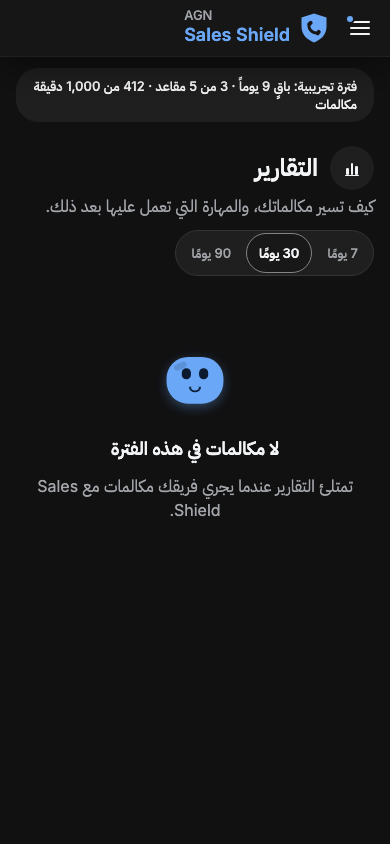 AGN
Sales Shield
فترة تجريبية: باقٍ 9 يوماً · 3 من 5 مقاعد · 412 من 1,000 دقيقة
مكالمات
التقارير
كيف تسير مكالماتك، والمهارة التي تعمل عليها بعد ذلك.
7 يومًا
30 يومًا
90 يومًا
لا مكالمات في هذه الفترة
تمتلئ التقارير عندما يجري فريقك مكالمات مع Sales
Shield.